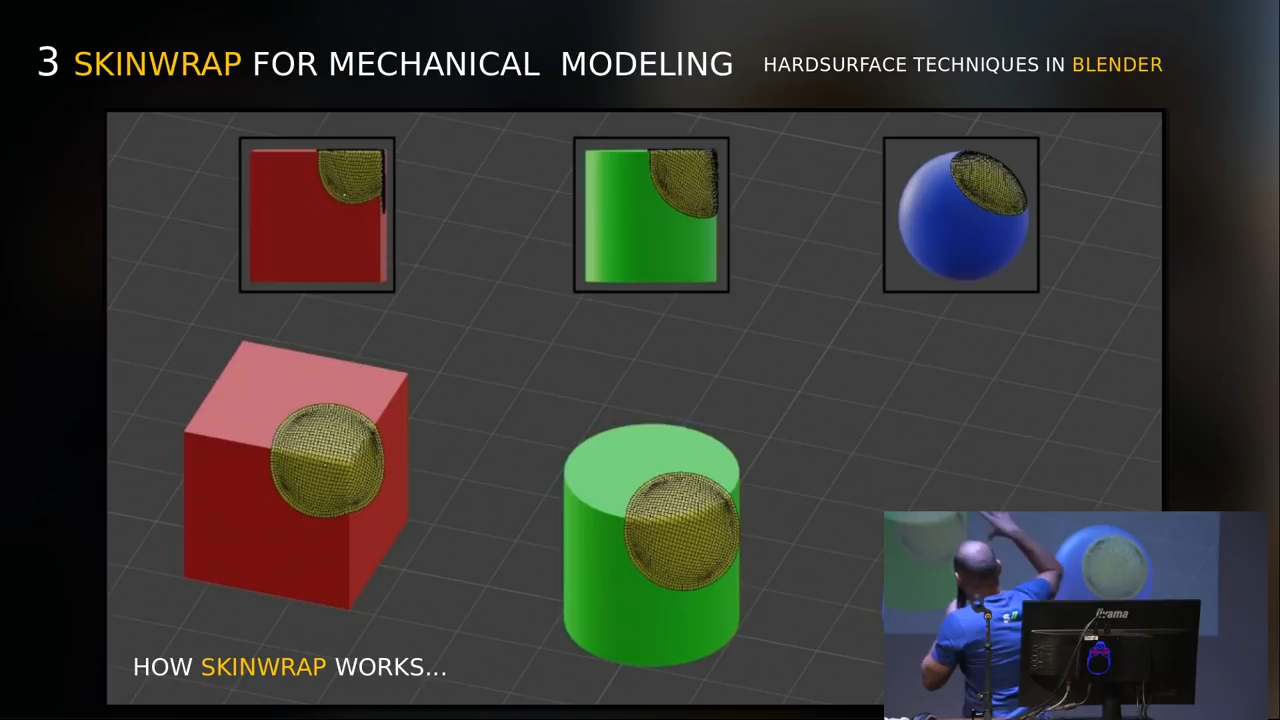 3 SKINWRAP FOR MECHANICAL MODELING
HARDSURFACE TECHNIQUES IN BLENDER
HOW SKINWRAP WORKS...
iiyama